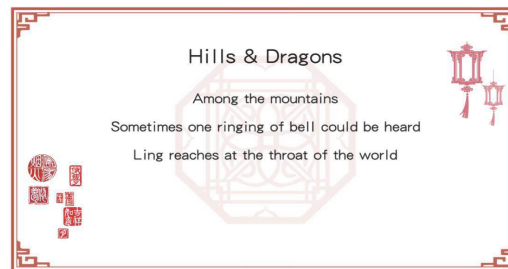 Hills & Dragons
Among the mountains
Sometimes one ringing of bell could be heard
Ling reaches at the throat of the world